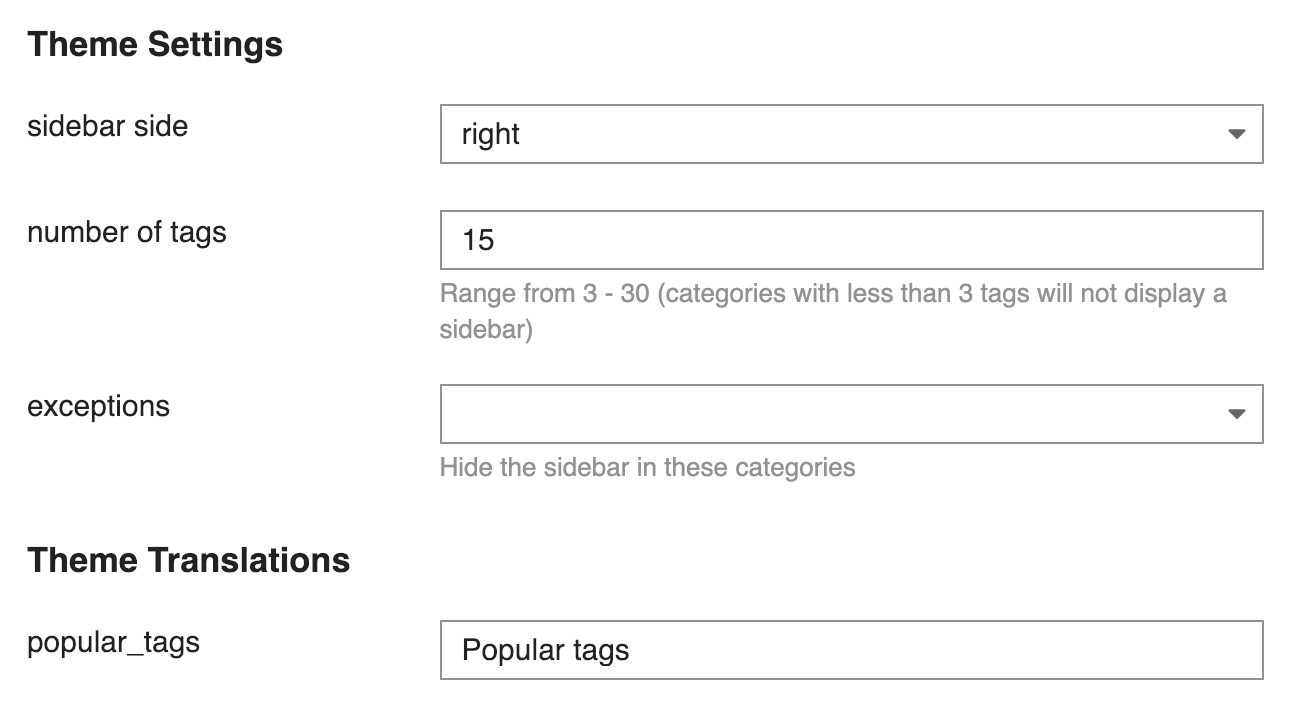 Theme Settings
sidebar side
right
number of tags
15
Range from 3 - 30 (categories with less than 3 tags will not display a
sidebar)
exceptions
Hide the sidebar in these categories
Theme Translations
popular_tags
Popular tags